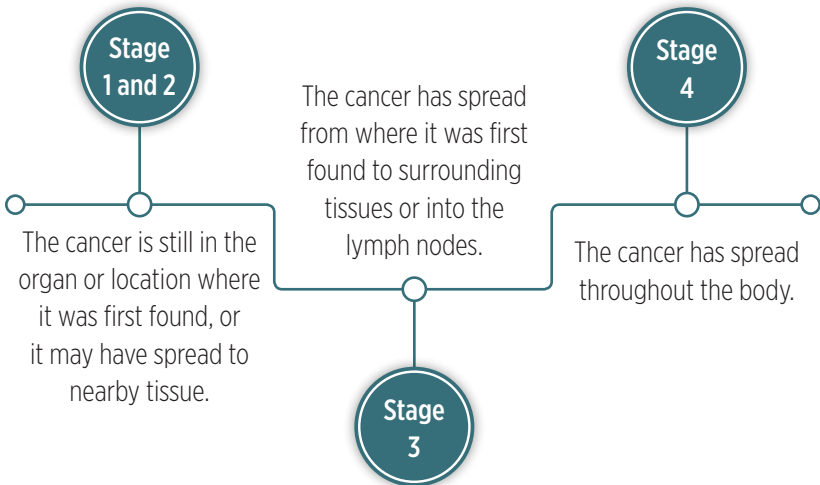 Stage
1 and 2
The cancer is still in the
organ or location where
it was first found, or
it may have spread to
nearby tissue.
The cancer has spread
from where it was first
found to surrounding
tissues or into the
lymph nodes.
Stage
3
Stage
4
The cancer has spread
throughout the body.